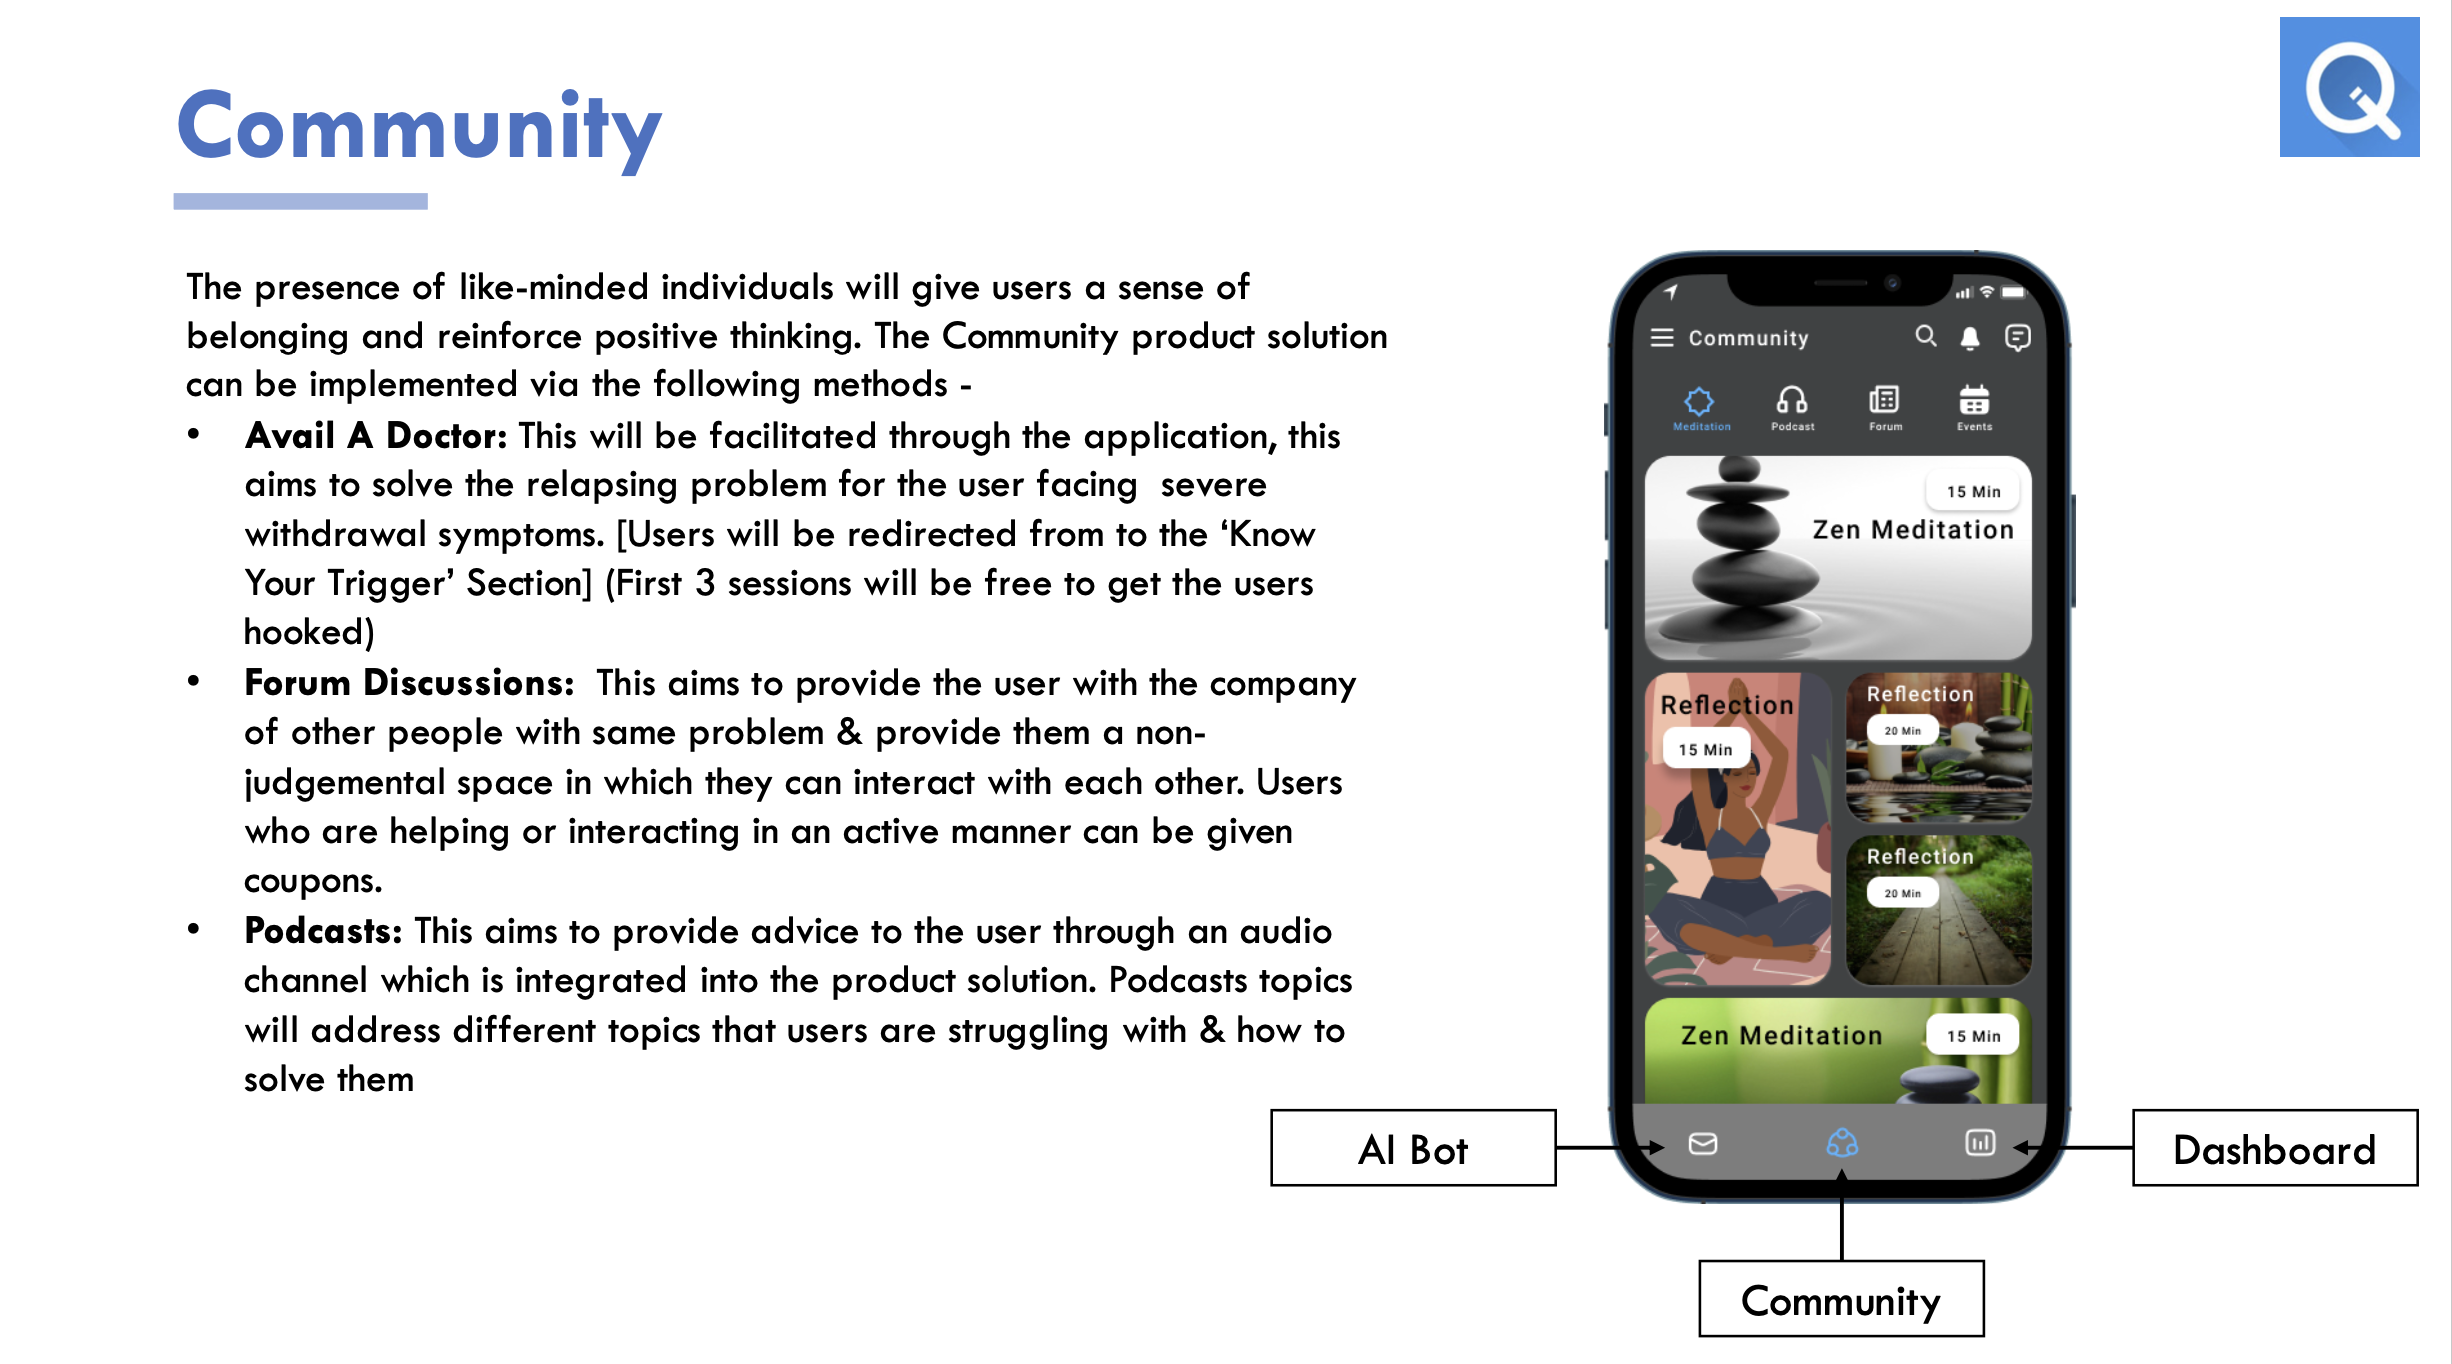 Community
The presence of like-minded individuals will give users a sense of
belonging and reinforce positive thinking. The Community product solution
can be implemented via the following methods -
• Avail A Doctor: This will be facilitated through the application, this
aims to solve the relapsing problem for the user facing  severe
withdrawal symptoms. [Users will be redirected from to the ‘Know
Your Trigger’ Section] (First 3 sessions will be free to get the users
hooked)
• Forum Discussions:  This aims to provide the user with the company
of other people with same problem & provide them a non-
judgemental space in which they can interact with each other. Users
who are helping or interacting in an active manner can be given
coupons.
• Podcasts: This aims to provide advice to the user through an audio
channel which is integrated into the product solution. Podcasts topics
will address different topics that users are struggling with & how to
solve them
Community
Meditation Podcast Forum Events
15 Min
Zen Meditation
Reflection
15 Min
Reflection
20 Min
Reflection
20 Min
Zen Meditation 15 Min
AI Bot
Dashboard
Community